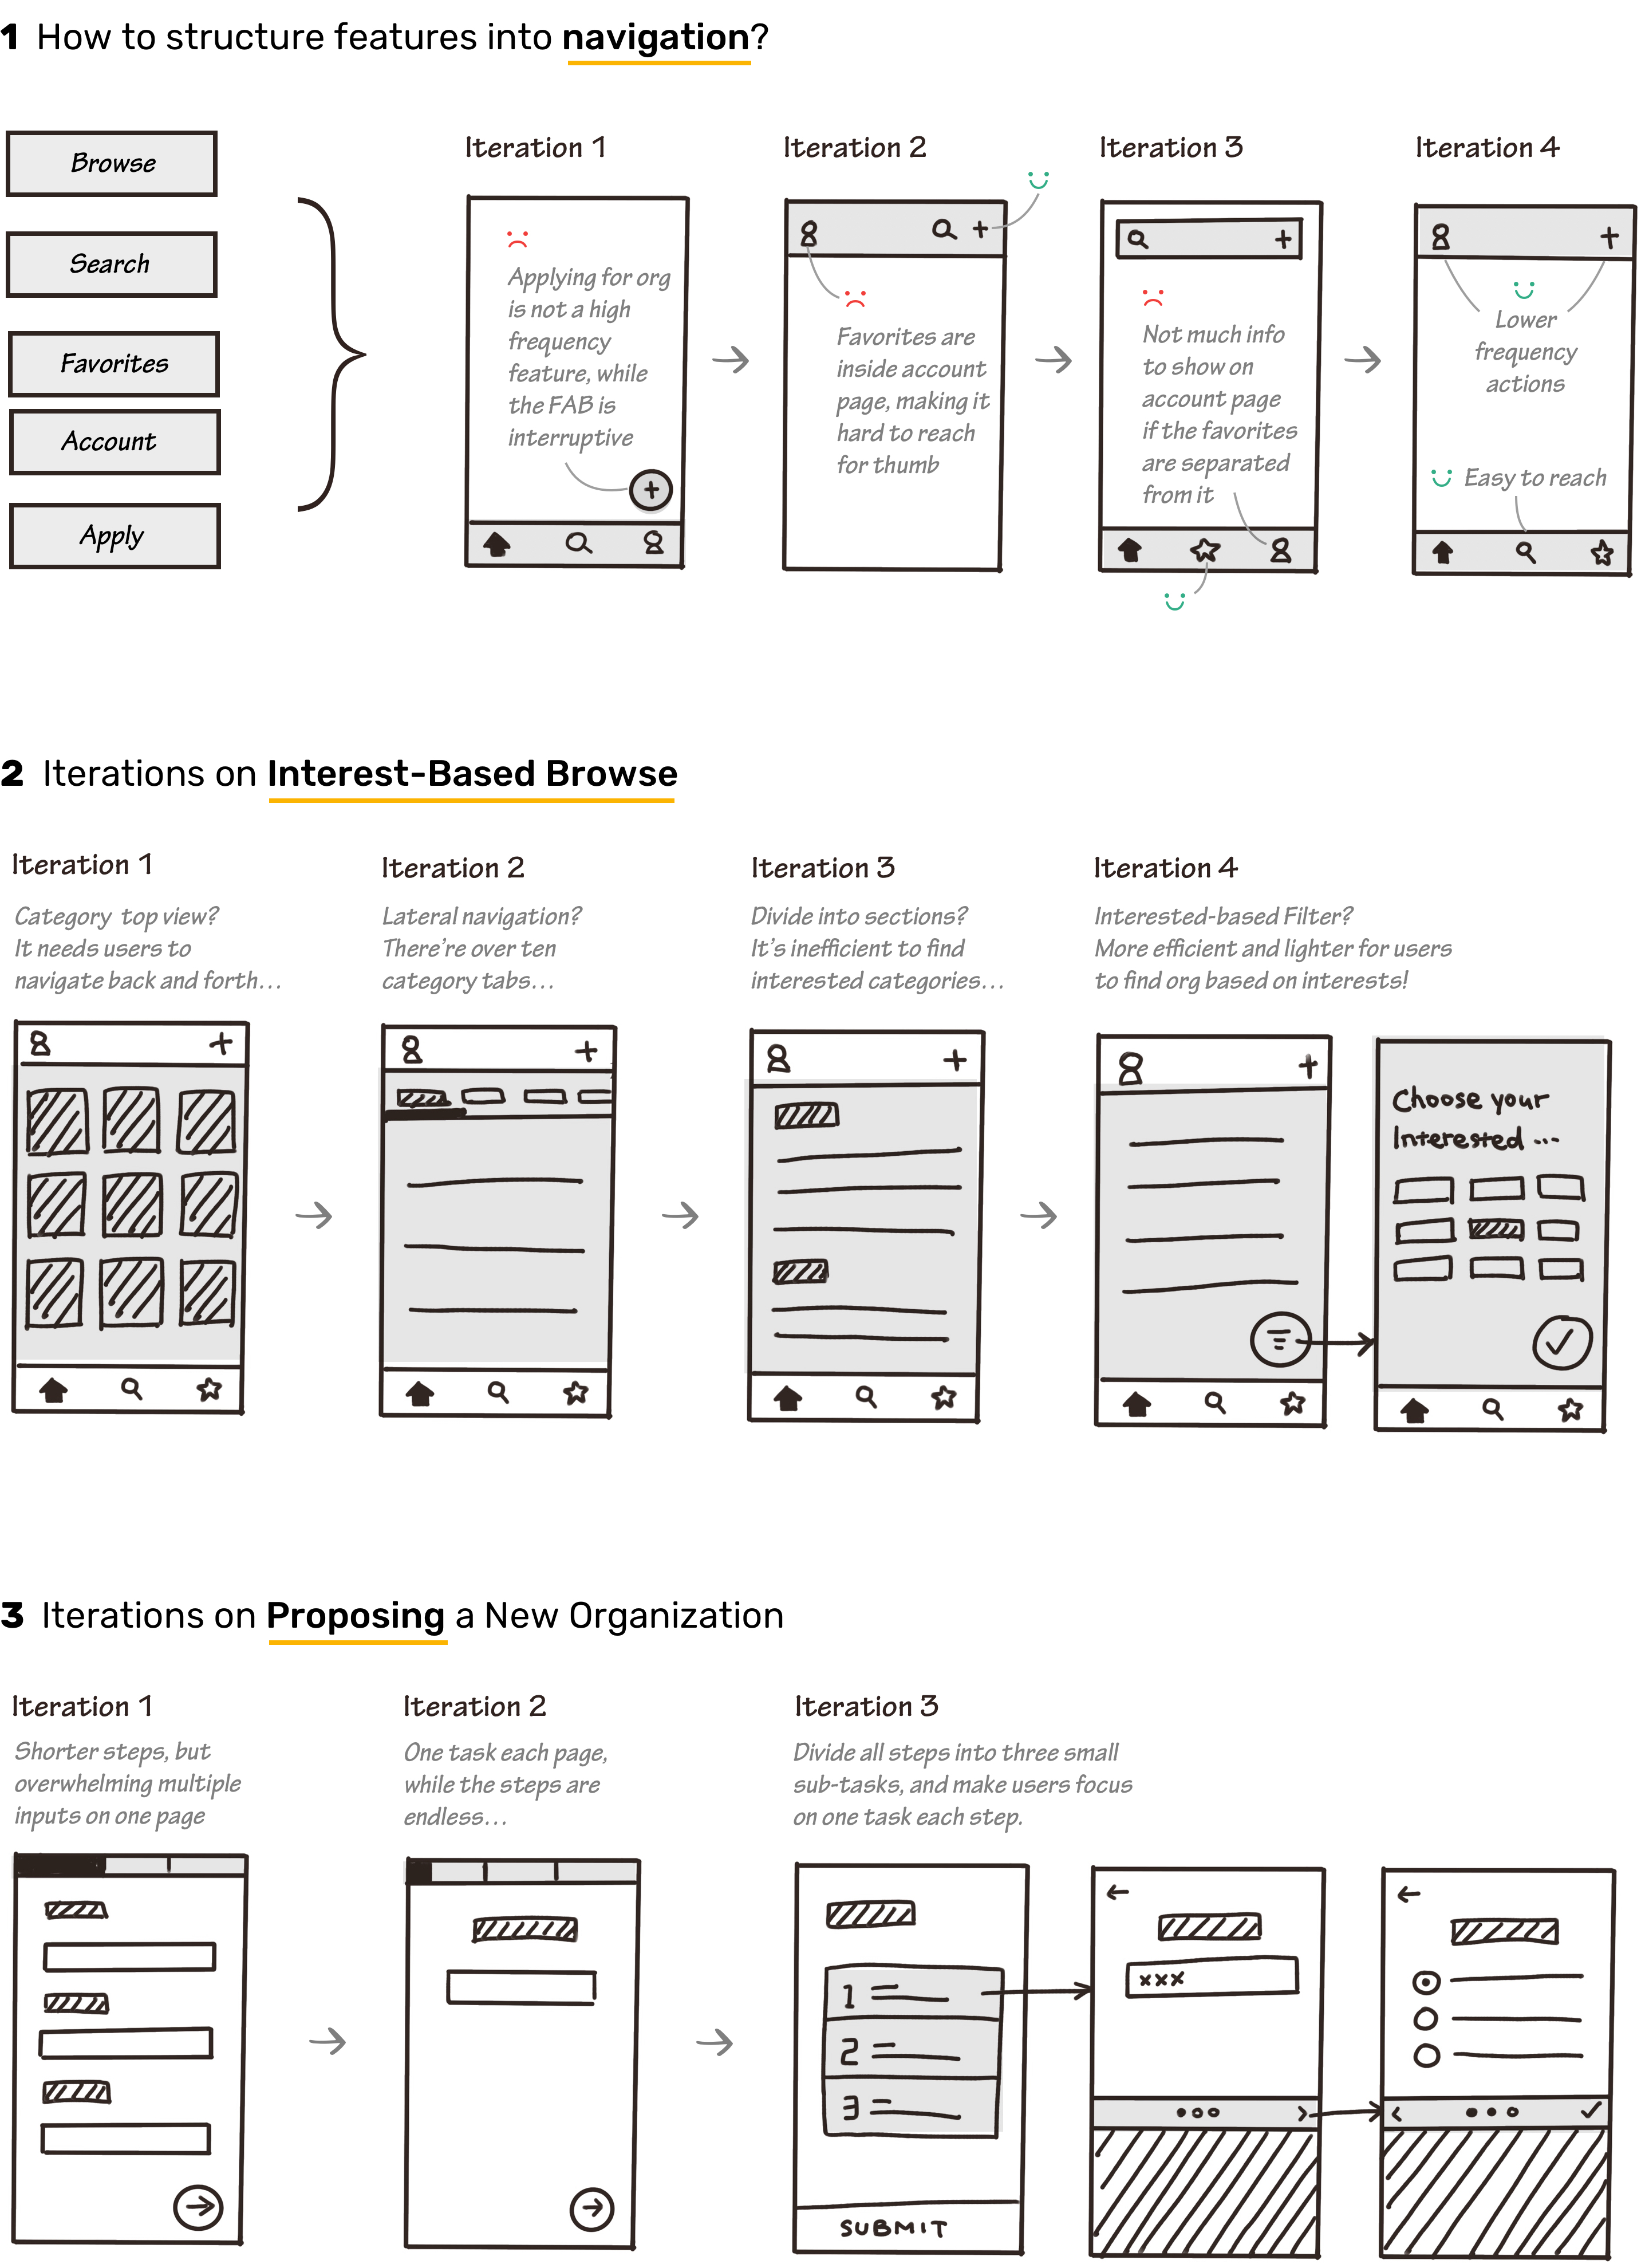 1 How to structure features into navigation?
Browse
Search
Favorites
Account
Apply
Iteration 1
Applying for org
is not a high
frequency
feature, while
the FAB is
interruptive
Iteration 2
Favorites are
inside account
page, making it
hard to reach
for thumb
Iteration 3
Not much info
to show on
account page
if the favorites
are separated
from it
Iteration 4
Lower
frequency
actions
Easy to reach
2 Iterations on Interest-Based Browse
Iteration 1
Category top view?
It needs users to
navigate back and forth...
Iteration 2
Lateral navigation?
There're over ten
category tabs...
Iteration 3
Divide into sections?
It's inefficient to find
interested categories...
Iteration 4
Interested-based Filter?
More efficient and lighter for users
to find org based on interests!
Choose your
Interested ...
3 Iterations on Proposing a New Organization
Iteration 1
Shorter steps, but
overwhelming multiple
inputs on one page
Iteration 2
One task each page,
while the steps are
endless...
Iteration 3
Divide all steps into three small
sub-tasks, and make users focus
on one task each step.
1
2
3
SUBMIT
xxx